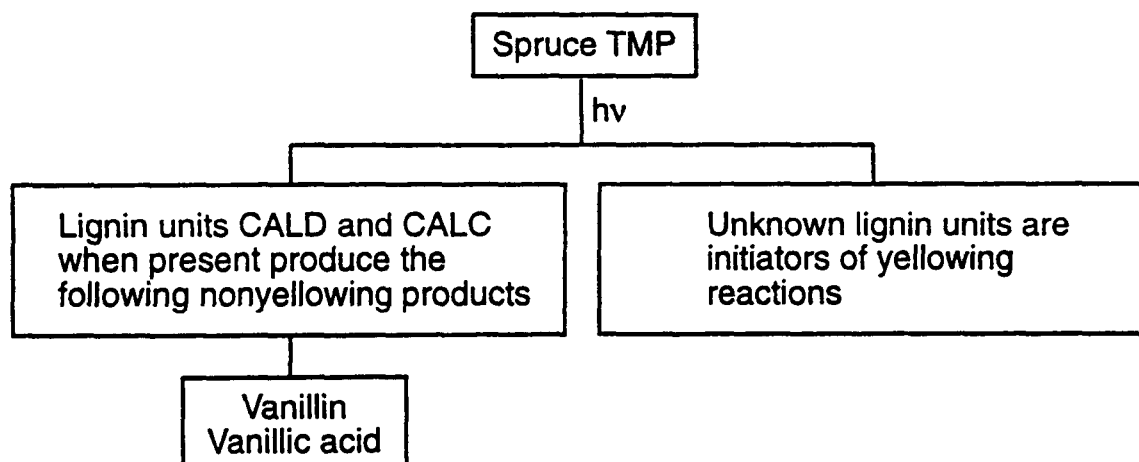 Spruce TMP
hν
Lignin units CALD and CALC
when present produce the
following nonyellowing products
Unknown lignin units are
initiators of yellowing
reactions
Vanillin
Vanillic acid